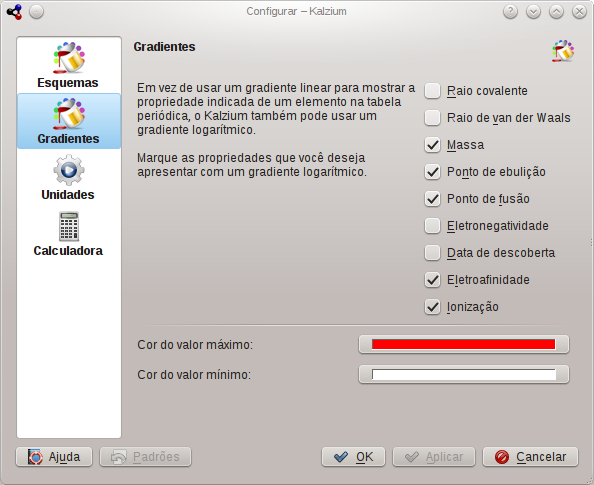 Configurar – Kalzium
Esquemas
Gradientes
Unidades
Calculadora
Gradientes
Em vez de usar um gradiente linear para mostrar a
propriedade indicada de um elemento na tabela
periódica, o Kalzium também pode usar um
gradiente logarítmico.
Marque as propriedades que você deseja
apresentar com um gradiente logarítmico.
Raio covalente
Raio de van der Waals
Massa
Ponto de ebulição
Ponto de fusão
Eletronegatividade
Data de descoberta
Eletroafinidade
Ionização
Cor do valor máximo:
Cor do valor mínimo:
Ajuda
Padrões
OK
Aplicar
Cancelar